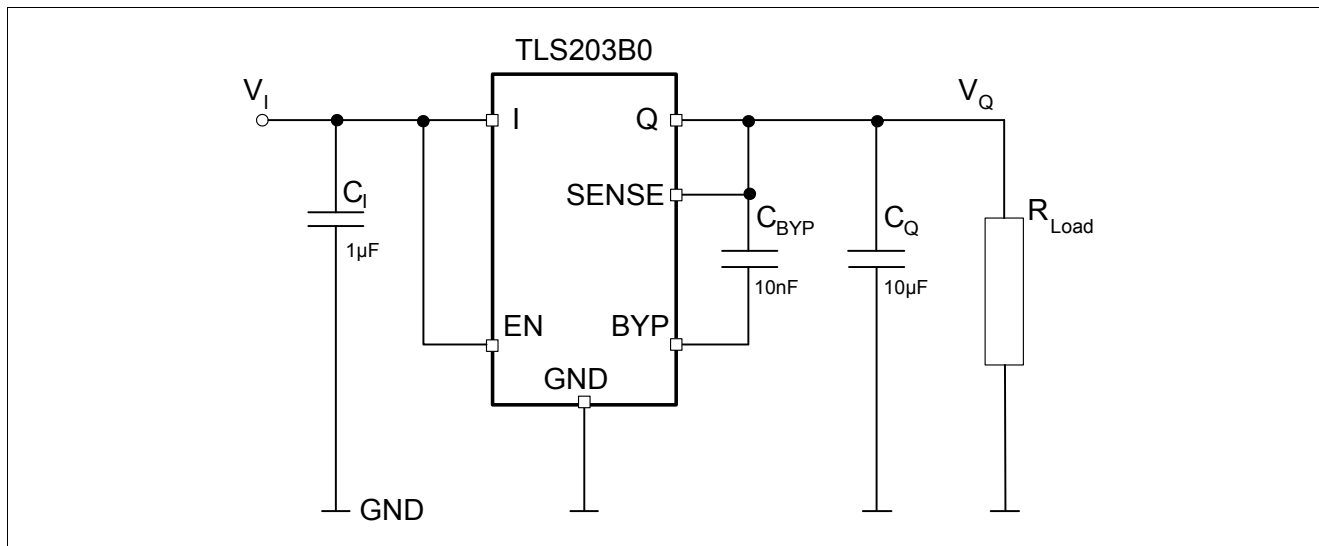 TLS203B0
V_I
V_Q
I
Q
SENSE
C_I
1µF
C_BYP
10nF
C_Q
10µF
R_Load
EN
BYP
GND
GND